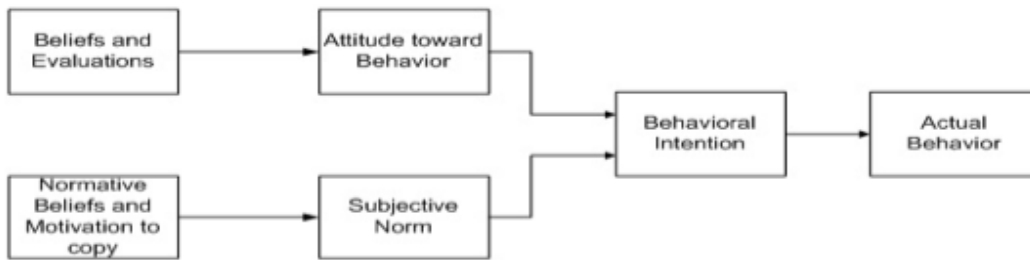 Beliefs and
Evaluations
Attitude toward
Behavior
Behavioral
Intention
Actual
Behavior
Normative
Beliefs and
Motivation to
copy
Subjective
Norm